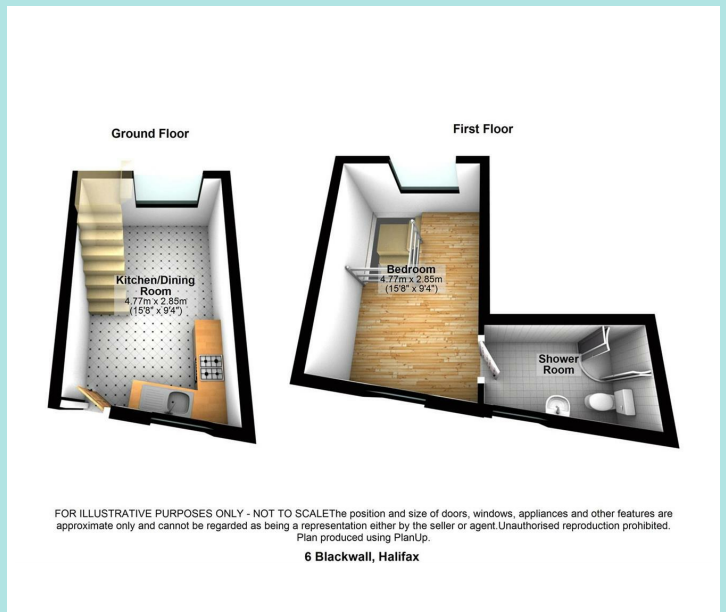 Ground Floor
First Floor
Kitchen/Dining
Room
4.77m x 2.85m
(15'8" x 9'4")
Bedroom
4.77m x 2.85m
(15'8" x 9'4")
Shower
Room
FOR ILLUSTRATIVE PURPOSES ONLY - NOT TO SCALEThe position and size of doors, windows, appliances and other features are
approximate only and cannot be regarded as being a representation either by the seller or agent.Unauthorised reproduction prohibited.
Plan produced using PlanUp.
6 Blackwall, Halifax